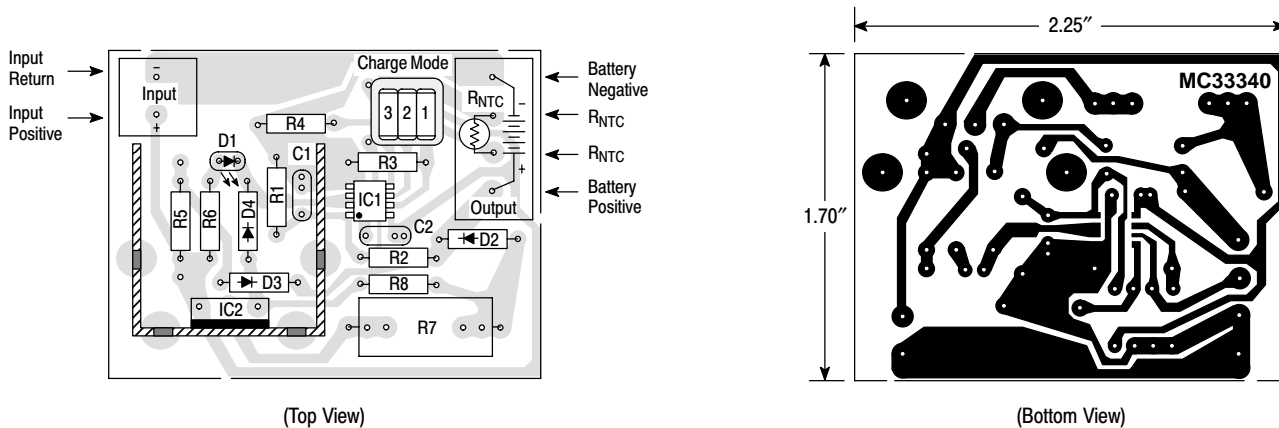 Input
Return
Input
Positive
−
Input
+
Charge Mode
3 2 1
RNTC
−
+
Output
Battery
Negative
RNTC
RNTC
Battery
Positive
R4
D1
C1
R3
R5
R6
D4
R1
IC1
C2
D2
R2
D3
R8
IC2
R7
(Top View)
2.25″
MC33340
1.70″
(Bottom View)